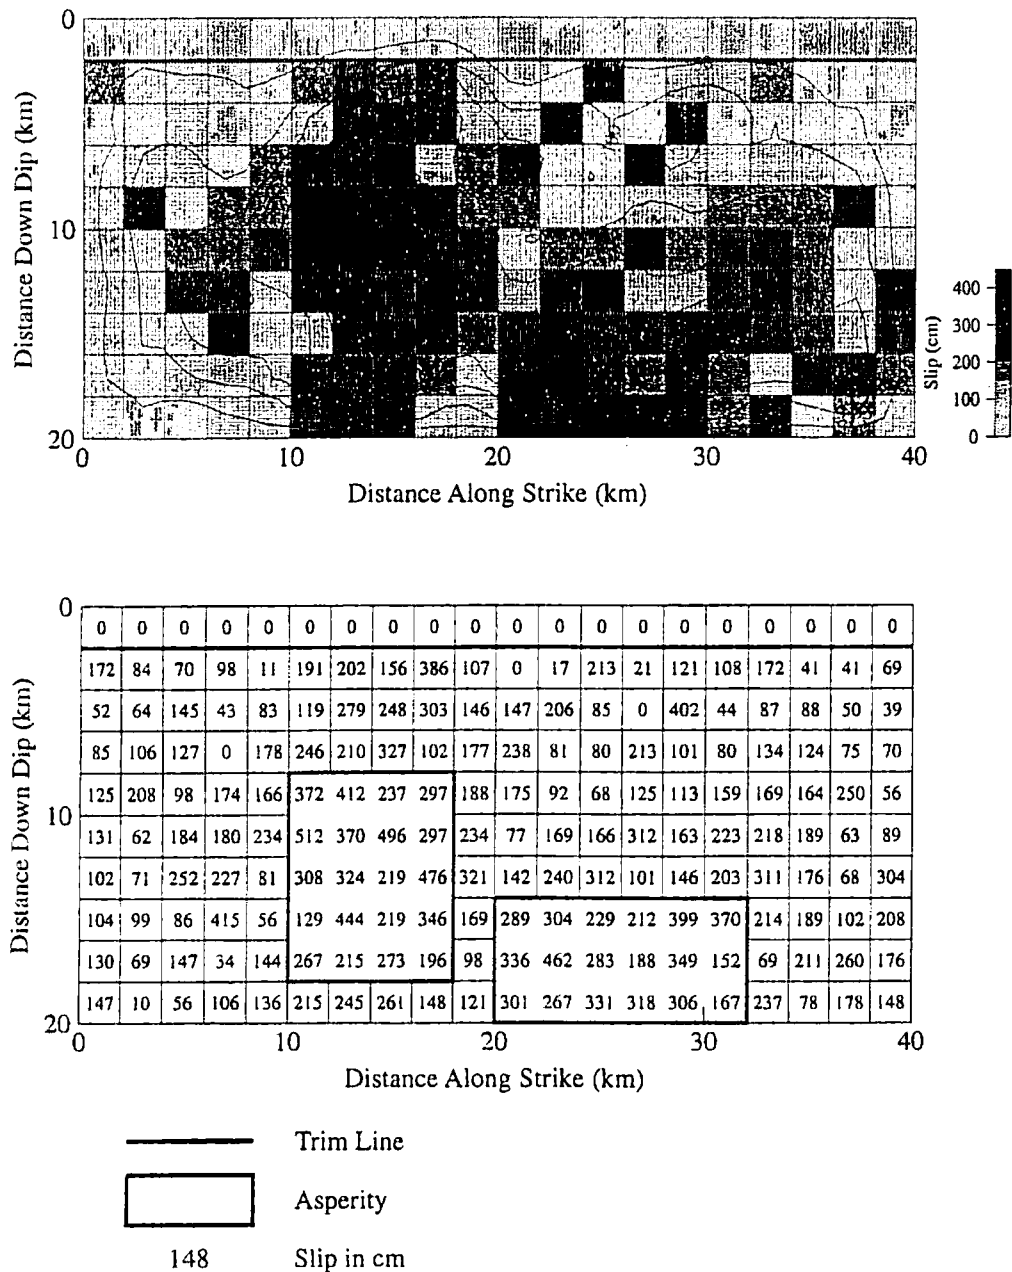 0
10
20
Distance Down Dip (km)
0 10 20 30 40
Distance Along Strike (km)
400
300
200
100
0
Slip (cm)
0
10
20
Distance Down Dip (km)
0 0 0 0 0 0 0 0 0 0 0 0 0 0 0 0 0 0 0 0
172 84 70 98 11 191 202 156 386 107 0 17 213 21 121 108 172 41 41 69
52 64 145 43 83 119 279 248 303 146 147 206 85 0 402 44 87 88 50 39
85 106 127 0 178 246 210 327 102 177 238 81 80 213 101 80 134 124 75 70
125 208 98 174 166 372 412 237 297 188 175 92 68 125 113 159 169 164 250 56
131 62 184 180 234 512 370 496 297 234 77 169 166 312 163 223 218 189 63 89
102 71 252 227 81 308 324 219 476 321 142 240 312 101 146 203 311 176 68 304
104 99 86 415 56 129 444 219 346 169 289 304 229 212 399 370 214 189 102 208
130 69 147 34 144 267 215 273 196 98 336 462 283 188 349 152 69 211 260 176
147 10 56 106 136 215 245 261 148 121 301 267 331 318 306 167 237 78 178 148
0 10 20 30 40
Distance Along Strike (km)
Trim Line
Asperity
148 Slip in cm